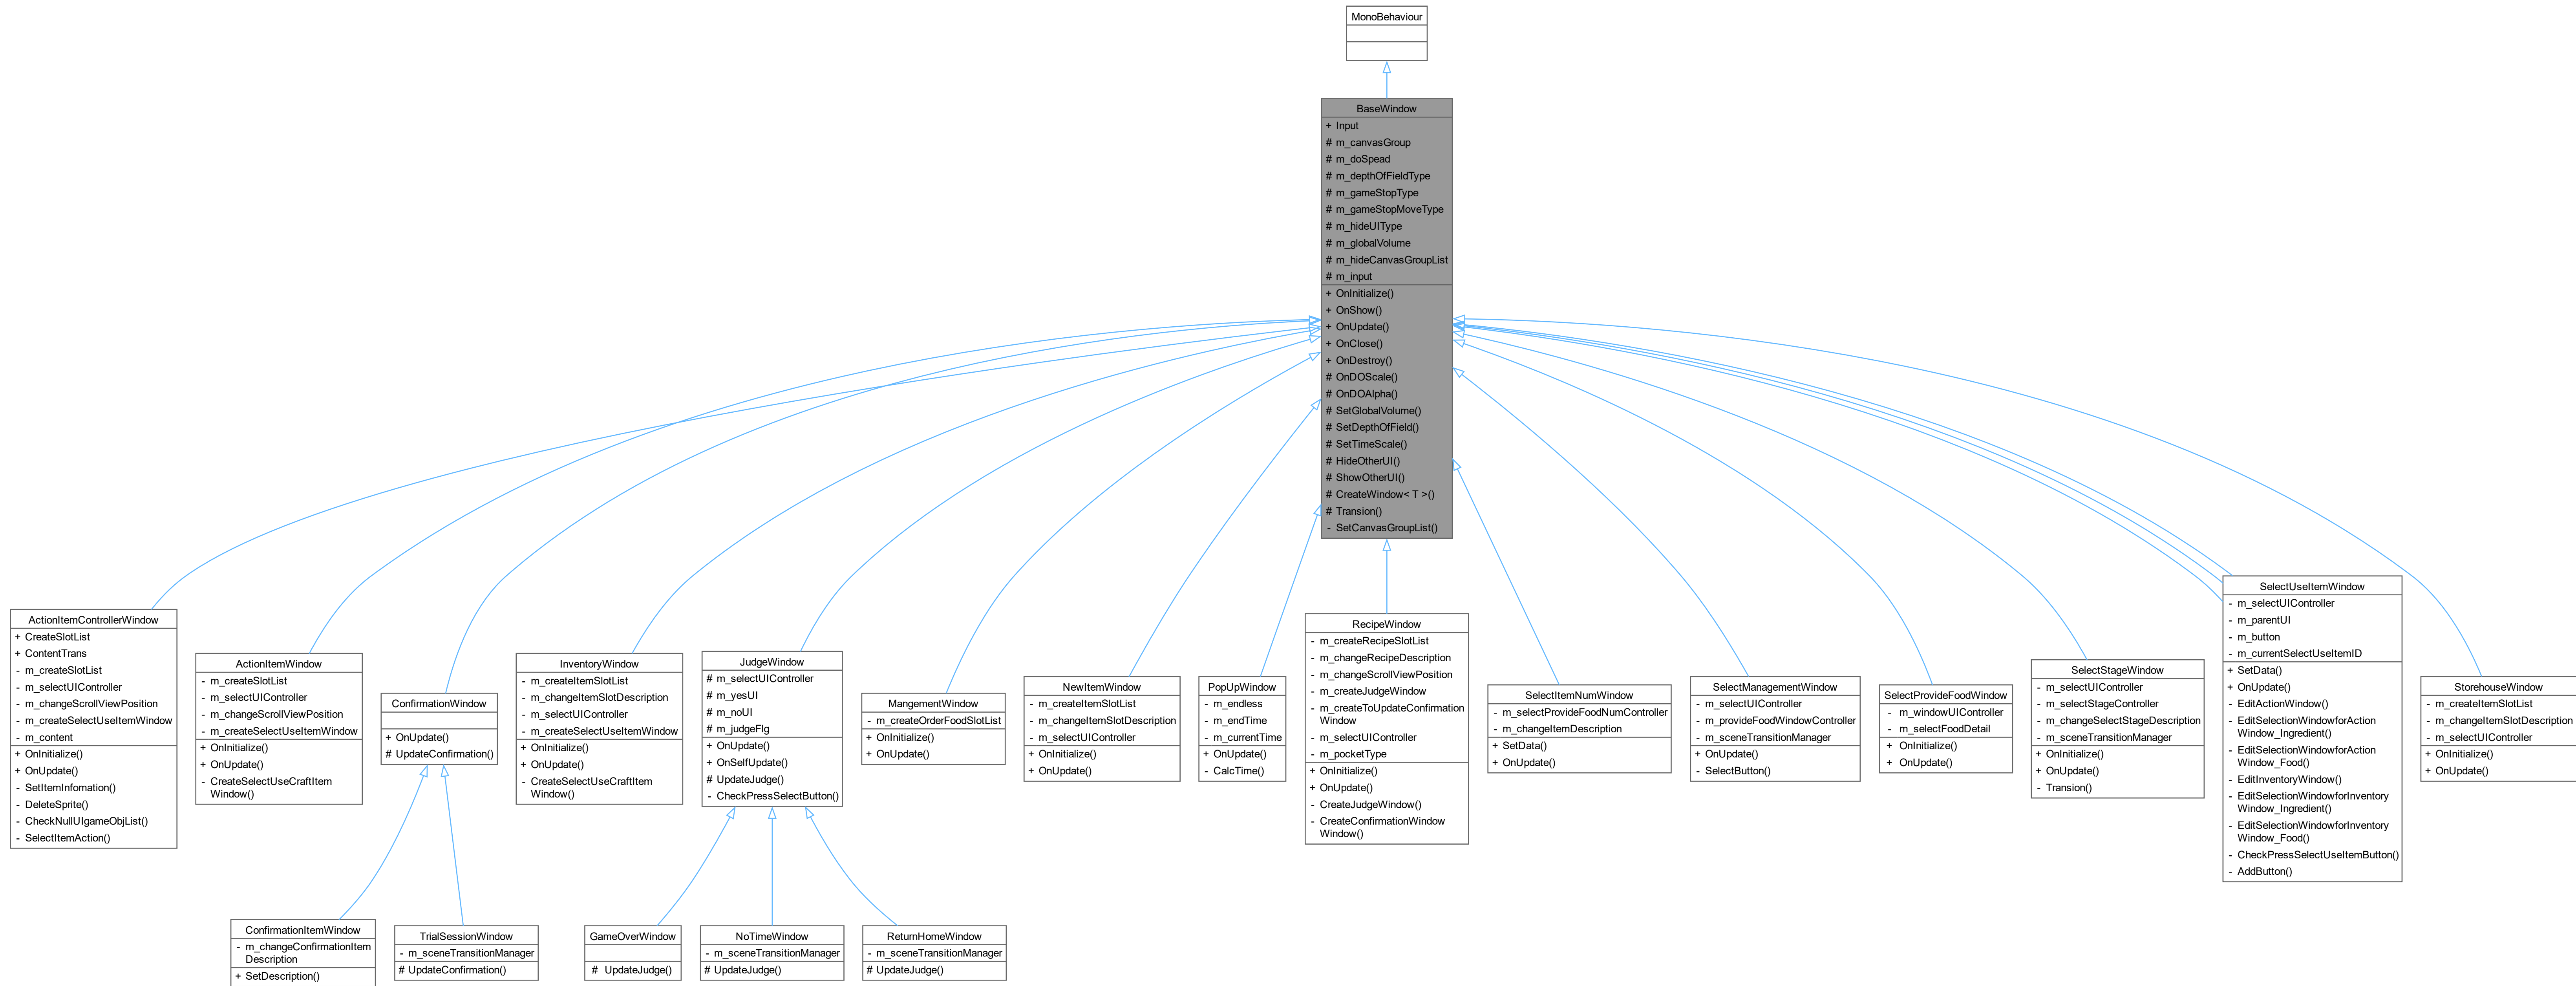 MonoBehaviour
BaseWindow
+ Input
# m_canvasGroup
# m_doSpead
# m_depthOfFieldType
# m_gameStopType
# m_gameStopMoveType
# m_hideUIType
# m_globalVolume
# m_hideCanvasGroupList
# m_input
+ OnInitialize()
+ OnShow()
+ OnUpdate()
+ OnClose()
+ OnDestroy()
# OnDOScale()
# OnDOAlpha()
# SetGlobalVolume()
# SetDepthOfField()
# SetTimeScale()
# HideOtherUI()
# ShowOtherUI()
# CreateWindow< T >()
# Transion()
- SetCanvasGroupList()
ActionItemControllerWindow
+ CreateSlotList
+ ContentTrans
- m_createSlotList
- m_selectUIController
- m_changeScrollViewPosition
- m_createSelectUseItemWindow
- m_content
+ OnInitialize()
+ OnUpdate()
- SetItemInfomation()
- DeleteSprite()
- CheckNullUIgameObjList()
- SelectItemAction()
ActionItemWindow
- m_createSlotList
- m_selectUIController
- m_changeScrollViewPosition
- m_createSelectUseItemWindow
+ OnInitialize()
+ OnUpdate()
- CreateSelectUseCraftItem
Window()
ConfirmationWindow
+ OnUpdate()
# UpdateConfirmation()
InventoryWindow
- m_createItemSlotList
- m_changeItemSlotDescription
- m_selectUIController
- m_createSelectUseItemWindow
+ OnInitialize()
+ OnUpdate()
- CreateSelectUseCraftItem
Window()
JudgeWindow
# m_selectUIController
# m_yesUI
# m_noUI
# m_judgeFlg
+ OnUpdate()
+ OnSelfUpdate()
# UpdateJudge()
- CheckPressSelectButton()
MangementWindow
- m_createOrderFoodSlotList
+ OnInitialize()
+ OnUpdate()
NewItemWindow
- m_createItemSlotList
- m_changeItemSlotDescription
- m_selectUIController
+ OnInitialize()
+ OnUpdate()
PopUpWindow
- m_endless
- m_endTime
- m_currentTime
+ OnUpdate()
- CalcTime()
RecipeWindow
- m_createRecipeSlotList
- m_changeRecipeDescription
- m_changeScrollViewPosition
- m_createJudgeWindow
- m_createToUpdateConfirmation
Window
- m_selectUIController
- m_pocketType
+ OnInitialize()
+ OnUpdate()
- CreateJudgeWindow()
- CreateConfirmationWindow
Window()
SelectItemNumWindow
- m_selectProvideFoodNumController
- m_changeItemDescription
+ SetData()
+ OnUpdate()
SelectManagementWindow
- m_selectUIController
- m_provideFoodWindowController
- m_sceneTransitionManager
+ OnUpdate()
- SelectButton()
SelectProvideFoodWindow
- m_windowUIController
- m_selectFoodDetail
+ OnInitialize()
+ OnUpdate()
SelectStageWindow
- m_selectUIController
- m_selectStageController
- m_changeSelectStageDescription
- m_sceneTransitionManager
+ OnInitialize()
+ OnUpdate()
- Transion()
SelectUseItemWindow
- m_selectUIController
- m_parentUI
- m_button
- m_currentSelectUseItemID
+ SetData()
+ OnUpdate()
- EditActionWindow()
- EditSelectionWindowforAction
Window_Ingredient()
- EditSelectionWindowforAction
Window_Food()
- EditInventoryWindow()
- EditSelectionWindowforInventory
Window_Ingredient()
- EditSelectionWindowforInventory
Window_Food()
- CheckPressSelectUseItemButton()
- AddButton()
StorehouseWindow
- m_createItemSlotList
- m_changeItemSlotDescription
- m_selectUIController
+ OnInitialize()
+ OnUpdate()
ConfirmationItemWindow
- m_changeConfirmationItem
Description
+ SetDescription()
TrialSessionWindow
- m_sceneTransitionManager
# UpdateConfirmation()
GameOverWindow
# UpdateJudge()
NoTimeWindow
- m_sceneTransitionManager
# UpdateJudge()
ReturnHomeWindow
- m_sceneTransitionManager
# UpdateJudge()